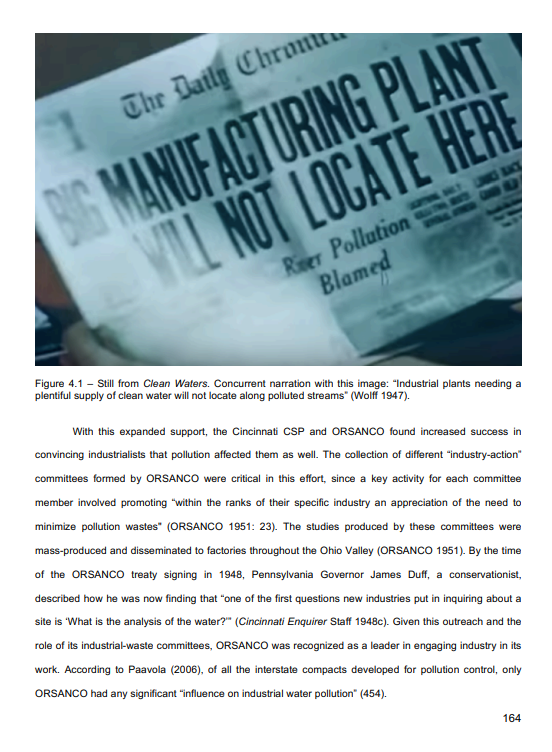 The Daily Chronicle
BIG MANUFACTURING PLANT
WILL NOT LOCATE HERE
River Pollution
Blamed
Figure 4.1 – Still from Clean Waters. Concurrent narration with this image: “Industrial plants needing a
plentiful supply of clean water will not locate along polluted streams” (Wolff 1947).
With this expanded support, the Cincinnati CSP and ORSANCO found increased success in
convincing industrialists that pollution affected them as well. The collection of different “industry-action”
committees formed by ORSANCO were critical in this effort, since a key activity for each committee
member involved promoting “within the ranks of their specific industry an appreciation of the need to
minimize pollution wastes" (ORSANCO 1951: 23). The studies produced by these committees were
mass-produced and disseminated to factories throughout the Ohio Valley (ORSANCO 1951). By the time
of the ORSANCO treaty signing in 1948, Pennsylvania Governor James Duff, a conservationist,
described how he was now finding that “one of the first questions new industries put in inquiring about a
site is ‘What is the analysis of the water?’” (Cincinnati Enquirer Staff 1948c). Given this outreach and the
role of its industrial-waste committees, ORSANCO was recognized as a leader in engaging industry in its
work. According to Paavola (2006), of all the interstate compacts developed for pollution control, only
ORSANCO had any significant “influence on industrial water pollution” (454).
164